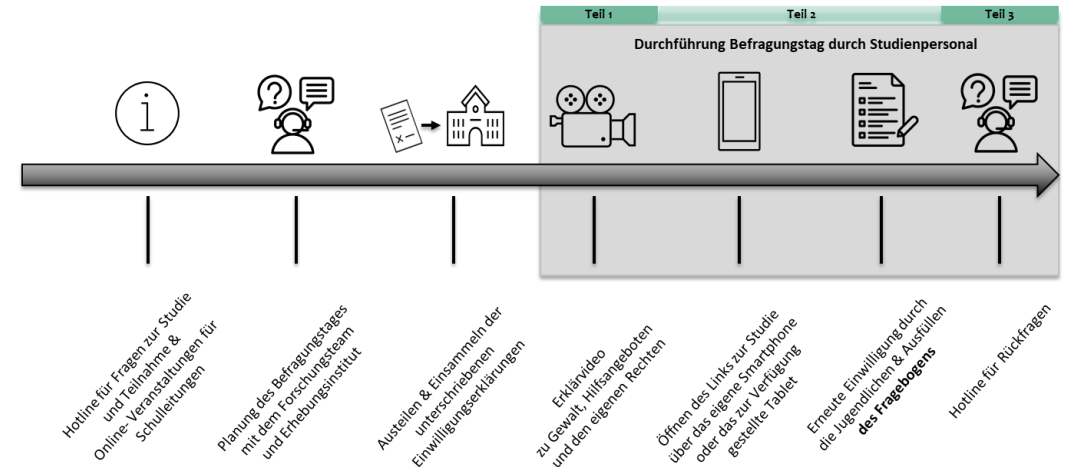 Teil 1
Teil 2
Teil 3
Durchführung Befragungstag durch Studienpersonal
Hotline für Fragen zur Studie
und Teilnahme &
Online- Veranstaltungen für
Schulleitungen
Planung des Befragungstages
mit dem Forschungsteam
und Erhebungsinstitut
Austeilen & Einsammeln der
unterschriebenen
Einwilligungserklärungen
Erklärvideo
zu Gewalt, Hilfsangeboten
und den eigenen Rechten
Öffnen des Links zur Studie
über das eigene Smartphone
oder das zur Verfügung
gestellte Tablet
Erneute Einwilligung durch
die Jugendlichen & Ausfüllen
des Fragebogens
Hotline für Rückfragen